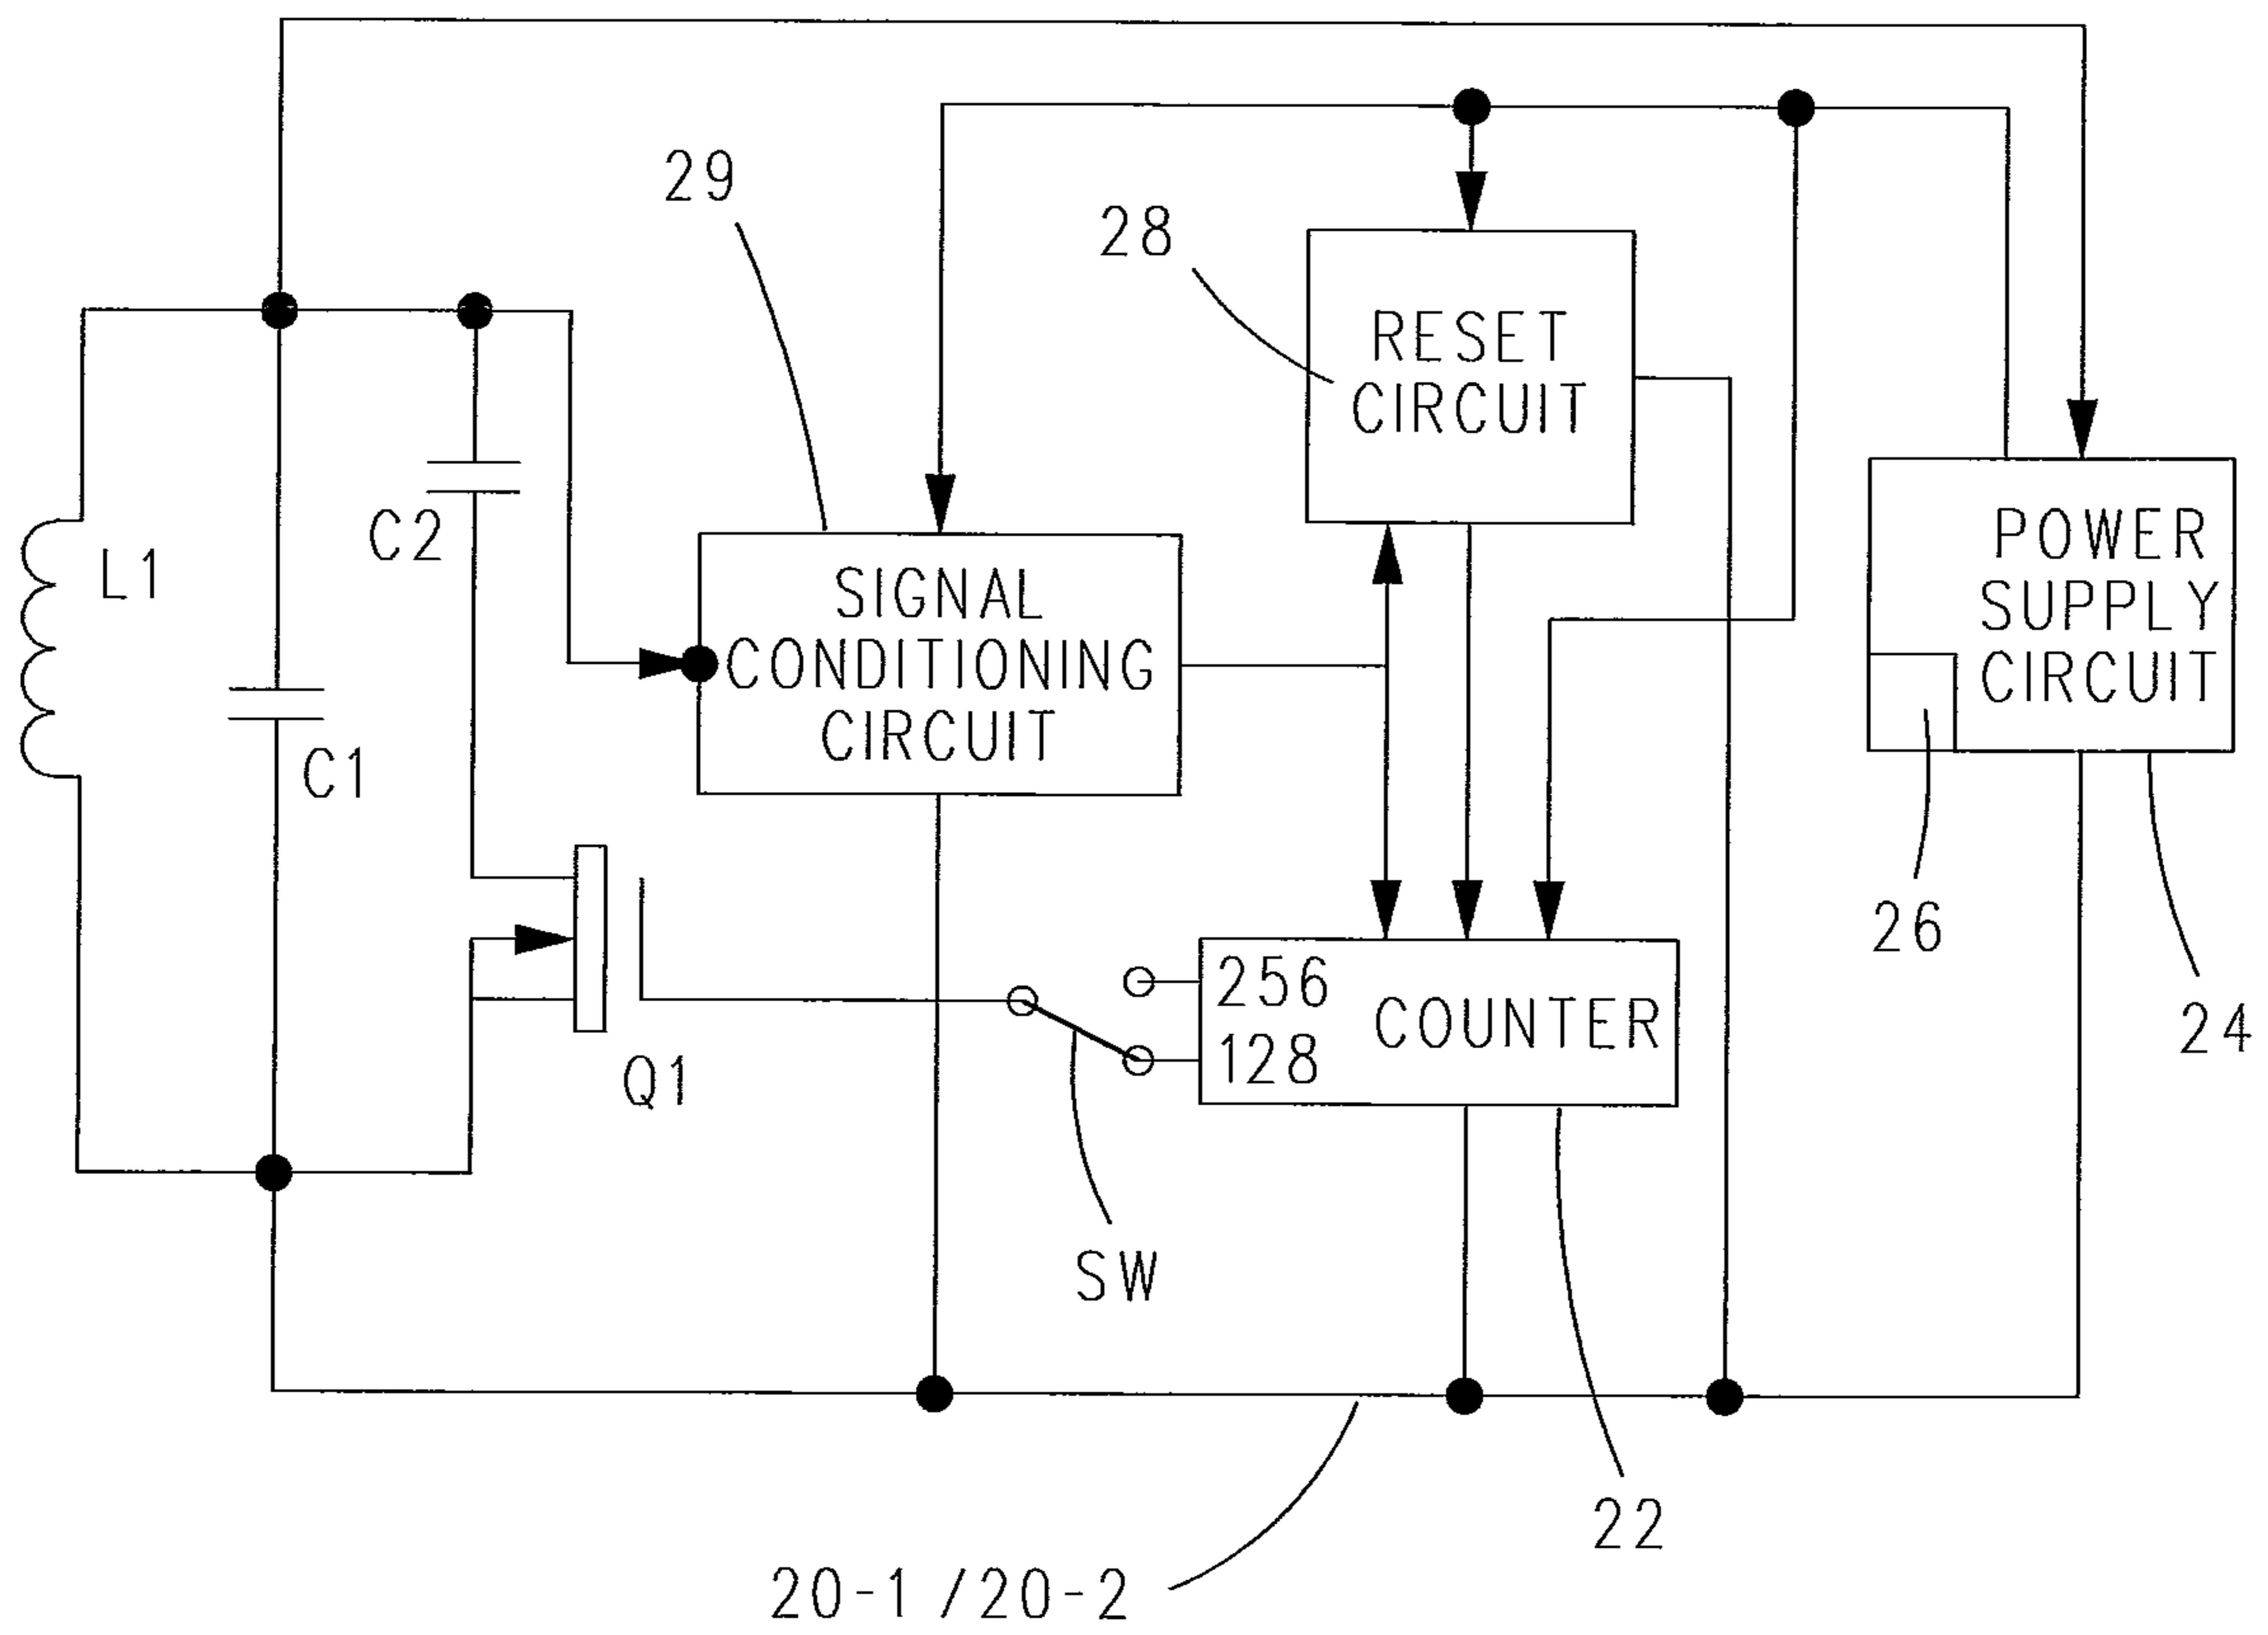 29
28
RESET
CIRCUIT
L1
C2
SIGNAL
CONDITIONING
CIRCUIT
POWER
SUPPLY
CIRCUIT
C1
26
256
128
COUNTER
24
Q1
SW
22
20-1/20-2